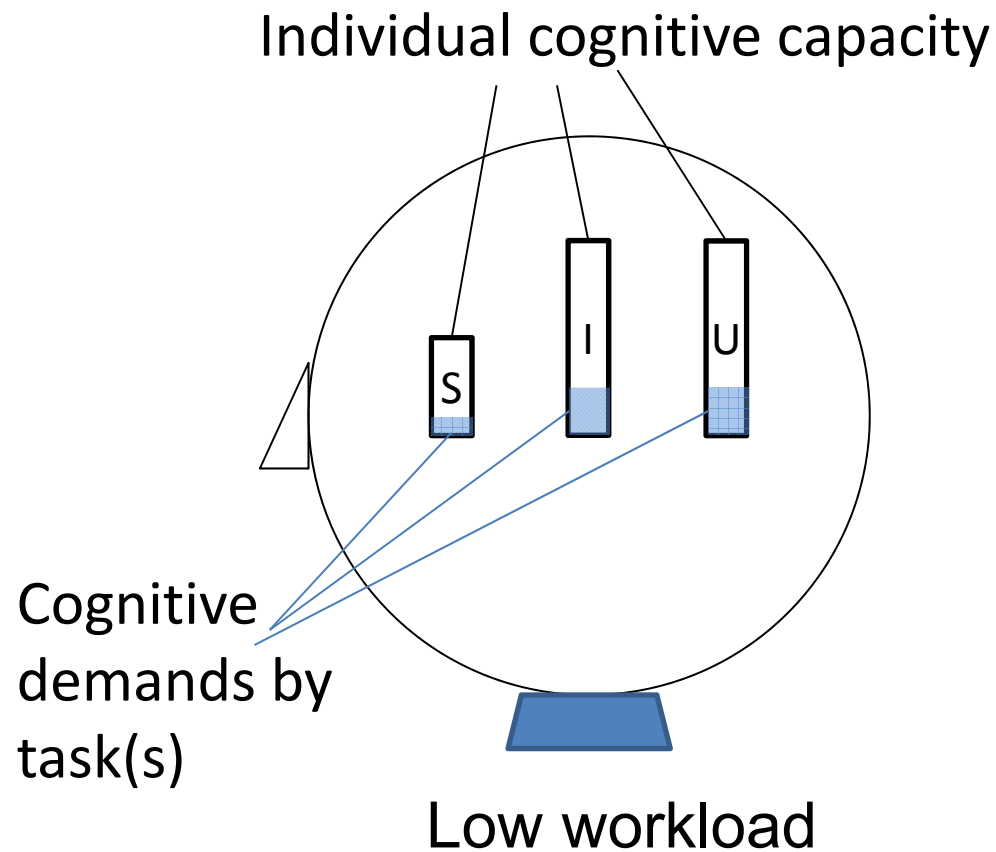 Individual cognitive capacity
S
I
U
Cognitive
demands by
task(s)
Low workload